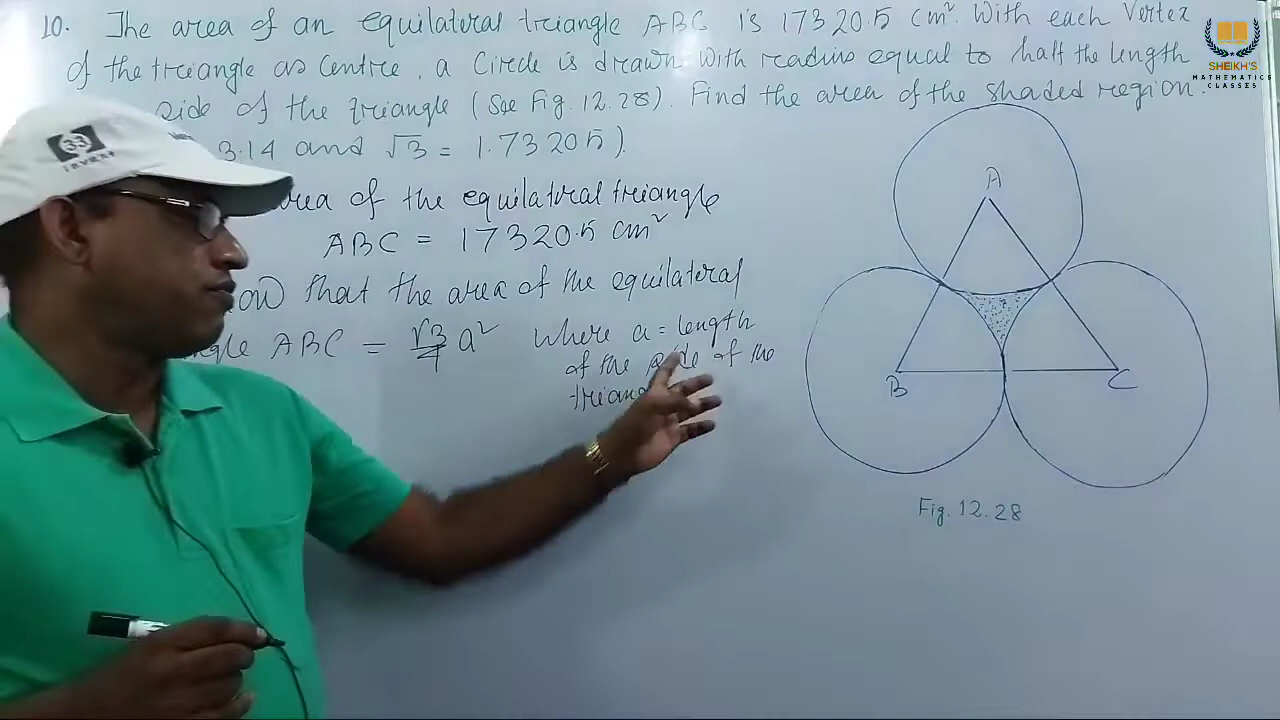 10. The area of an equilateral triangle ABC is 17320.5 cm². With each vertex
of the triangle as centre, a circle is drawn with radius equal to half the length
side of the triangle (See Fig. 12.28). Find the area of the shaded region.
3.14 and √3 = 1.73205).
area of the equilateral triangle
ABC = 17320.5 cm²
that the area of the equilateral
ABC = √3/4 a² where a = length
of the side of the
A
B
C
Fig. 12.28
SHEIKH'S
MATHEMATICS
CLASSES
33